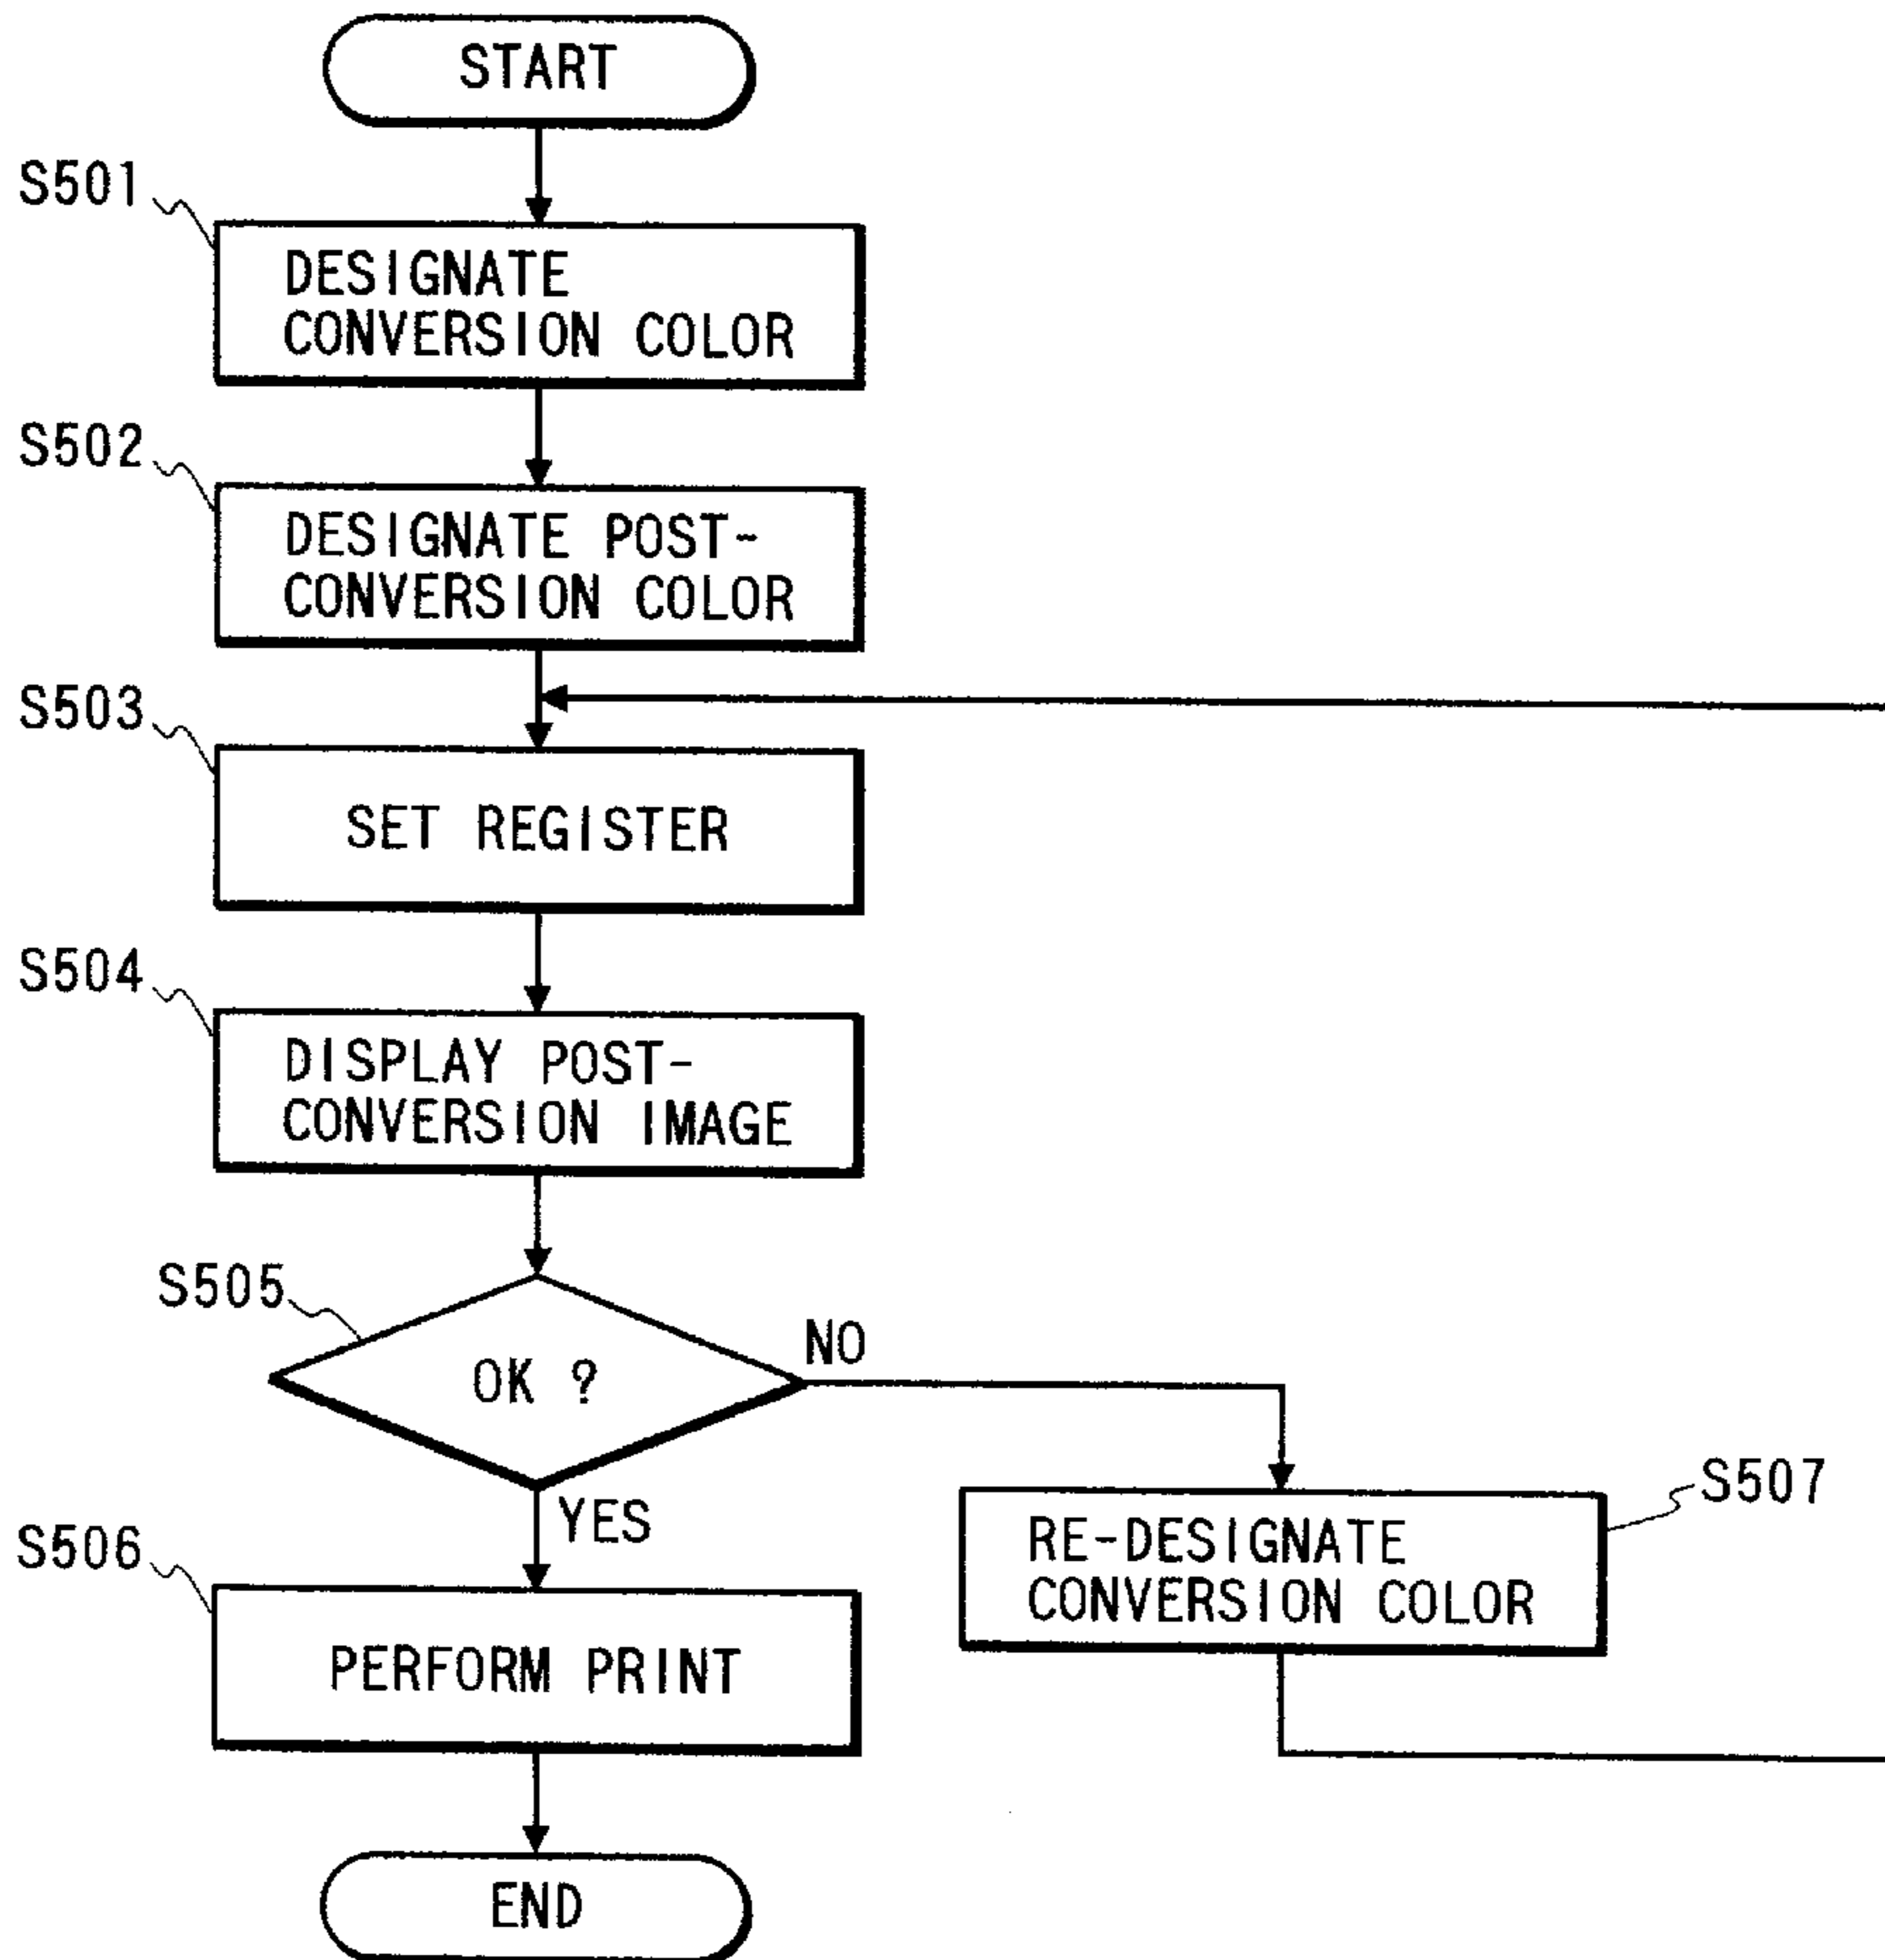 START
S501
DESIGNATE
CONVERSION COLOR
S502
DESIGNATE POST-
CONVERSION COLOR
S503
SET REGISTER
S504
DISPLAY POST-
CONVERSION IMAGE
S505
OK ?
NO
YES
S507
RE-DESIGNATE
CONVERSION COLOR
S506
PERFORM PRINT
END